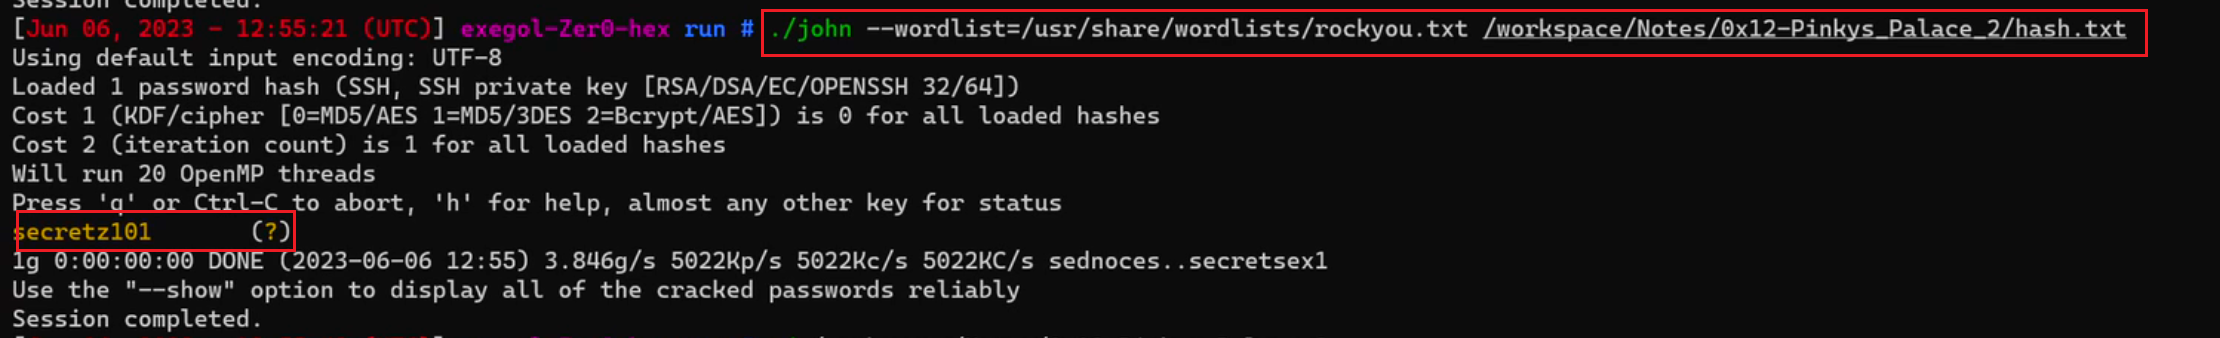 Session completed.
[Jun 06, 2023 - 12:55:21 (UTC)] exegol-Zer0-hex run # ./john --wordlist=/usr/share/wordlists/rockyou.txt /workspace/Notes/0x12-Pinkys_Palace_2/hash.txt
Using default input encoding: UTF-8
Loaded 1 password hash (SSH, SSH private key [RSA/DSA/EC/OPENSSH 32/64])
Cost 1 (KDF/cipher [0=MD5/AES 1=MD5/3DES 2=Bcrypt/AES]) is 0 for all loaded hashes
Cost 2 (iteration count) is 1 for all loaded hashes
Will run 20 OpenMP threads
Press 'q' or Ctrl-C to abort, 'h' for help, almost any other key for status
secretz101       (?)
1g 0:00:00:00 DONE (2023-06-06 12:55) 3.846g/s 5022Kp/s 5022Kc/s 5022KC/s sednoces..secretsex1
Use the "--show" option to display all of the cracked passwords reliably
Session completed.